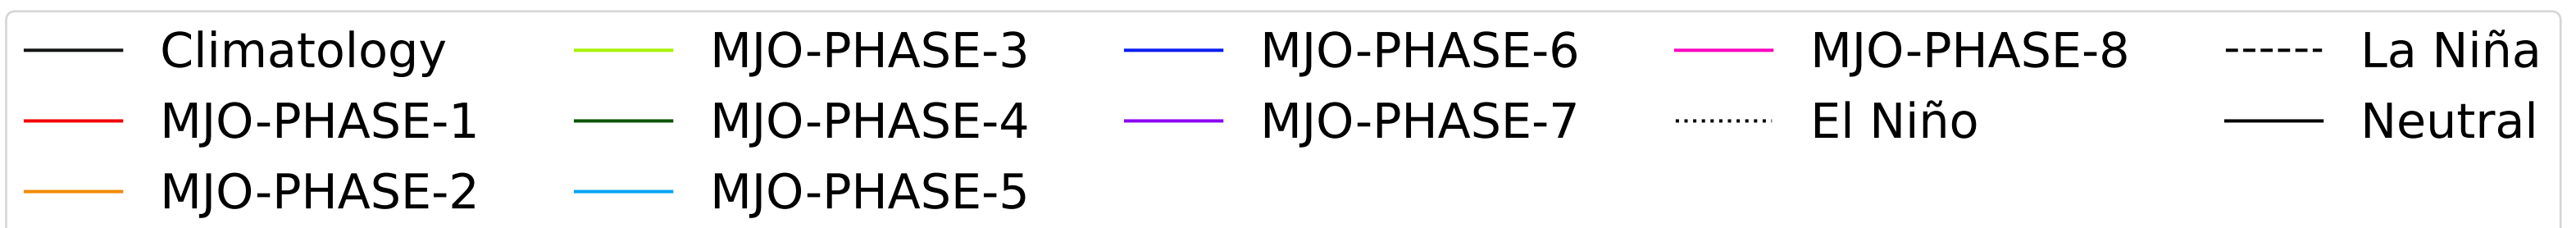 Climatology
MJO-PHASE-1
MJO-PHASE-2
MJO-PHASE-3
MJO-PHASE-4
MJO-PHASE-5
MJO-PHASE-6
MJO-PHASE-7
MJO-PHASE-8
El Niño
La Niña
Neutral